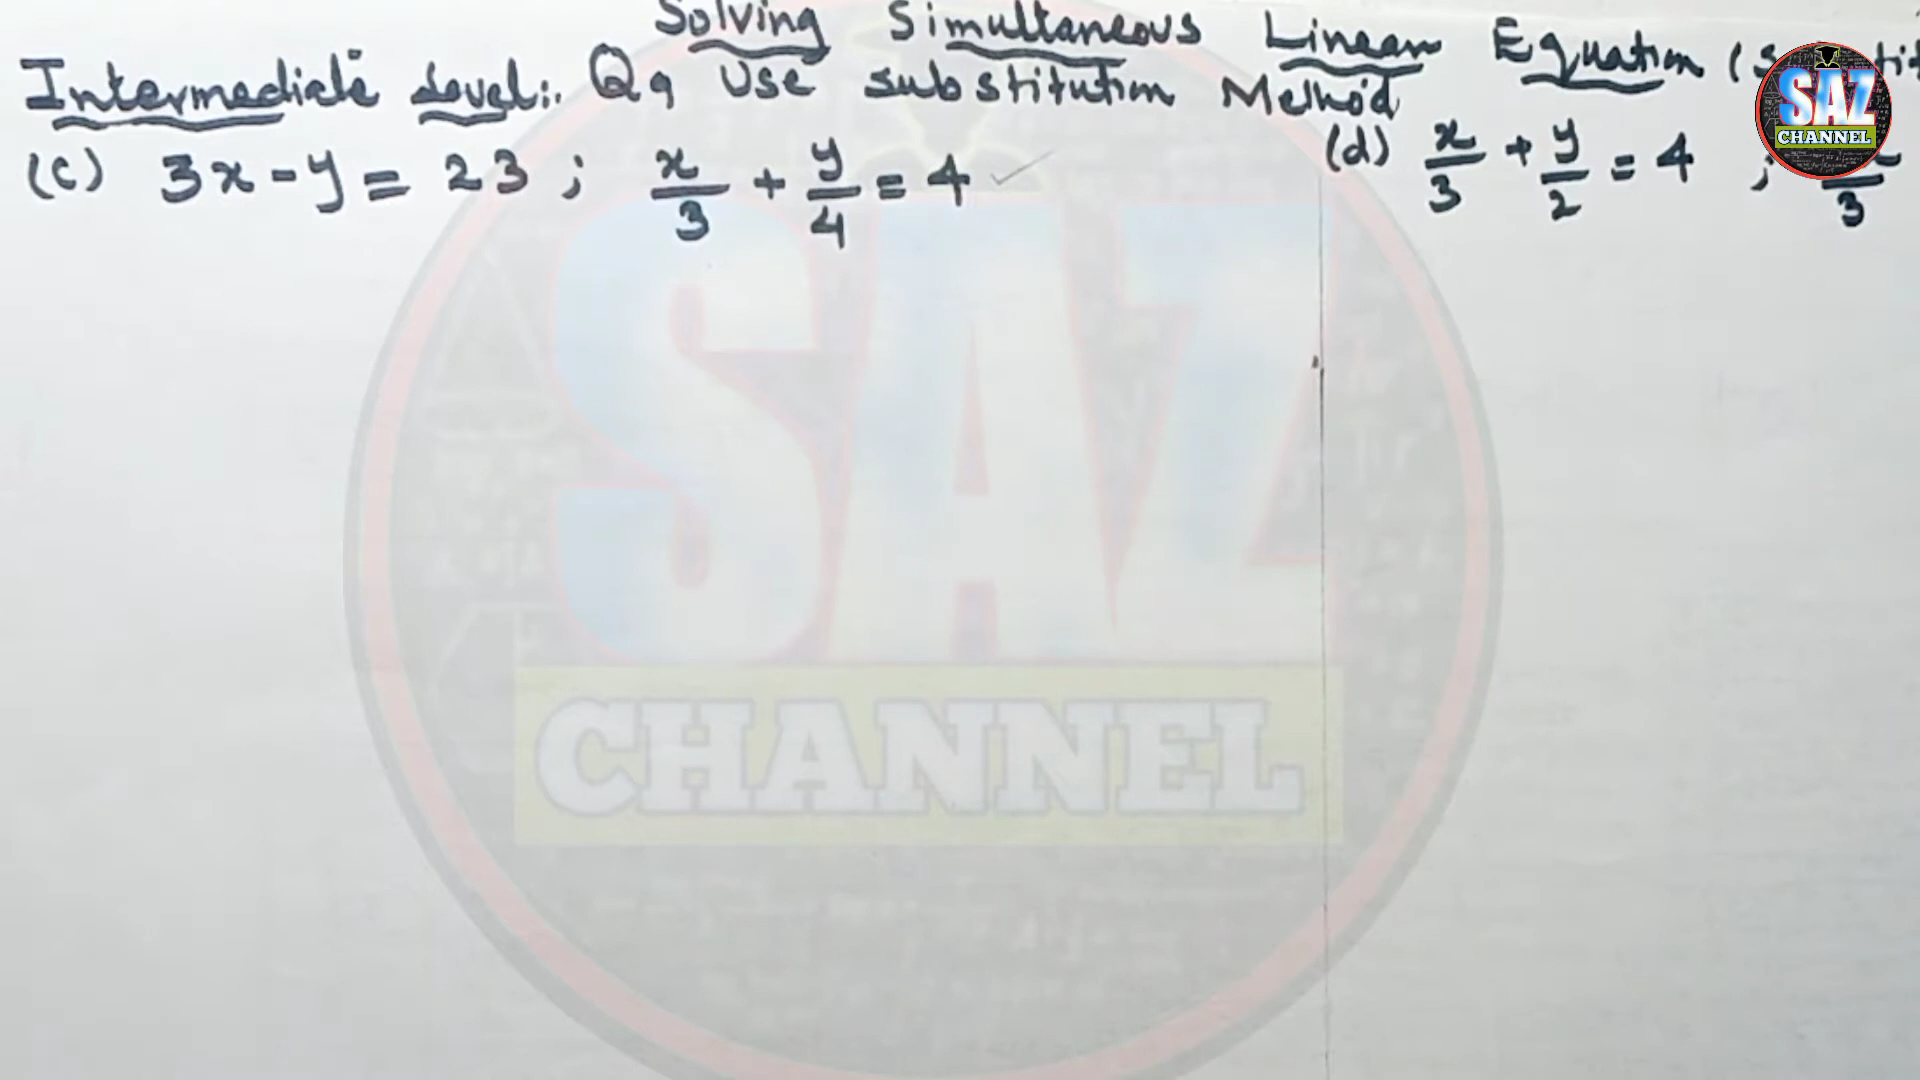 Solving Simultaneous Linear Equation
Intermediate Level:. Q9 Use substitution Method
(c) 3x - y = 23 ; x/3 + y/4 = 4
(d) x/3 + y/2 = 4 ;
SAZ
CHANNEL
SAZ
CHANNEL